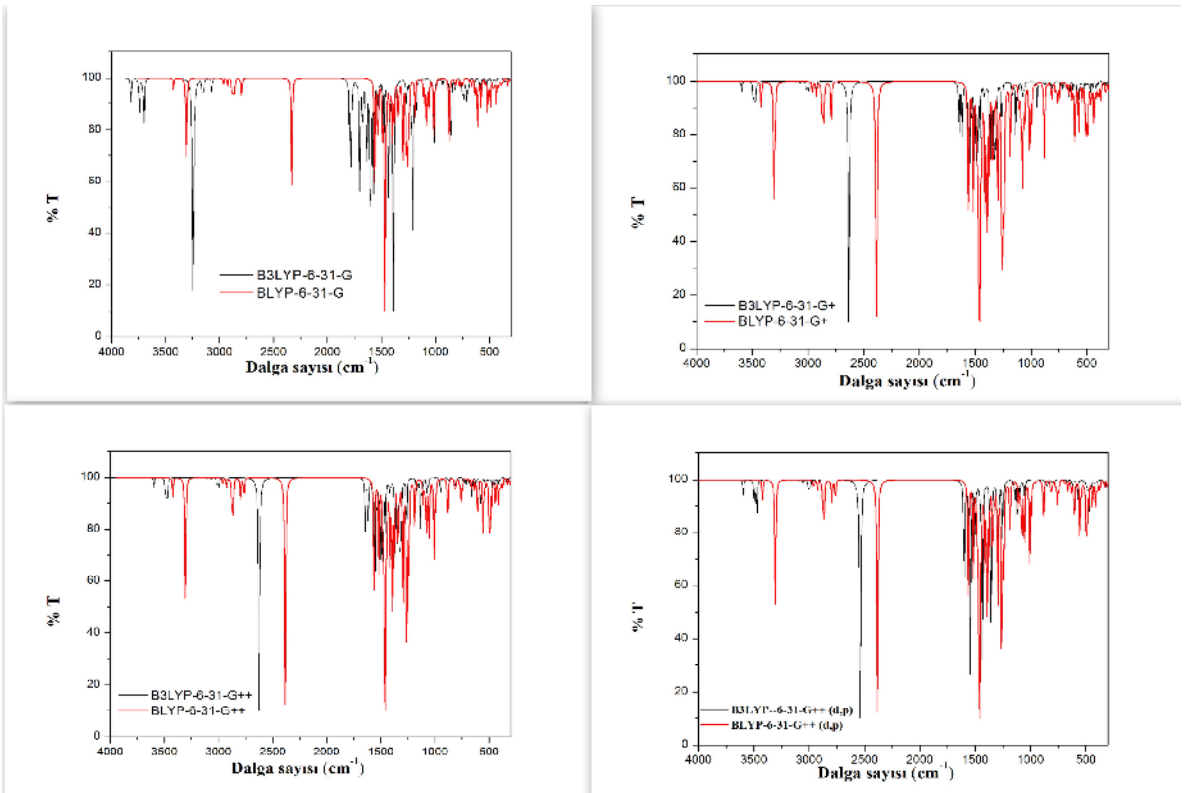 100
80
60
40
20
0
% T
B3LYP-6-31-G
BLYP-6-31-G
4000 3500 3000 2500 2000 1500 1000 500
Dalga sayısı (cm-1)
100
80
60
40
20
0
% T
B3LYP-6-31-G+
BLYP-6-31-G+
4000 3500 3000 2500 2000 1500 1000 500
Dalga sayısı (cm-1)
100
80
60
40
20
0
% T
B3LYP-6-31-G++
BLYP-6-31-G++
4000 3500 3000 2500 2000 1500 1000 500
Dalga sayısı (cm-1)
100
80
60
40
20
0
% T
B3LYP--6-31-G++ (d,p)
BLYP-6-31-G++ (d,p)
4000 3500 3000 2500 2000 1500 1000 500
Dalga sayısı (cm-1)